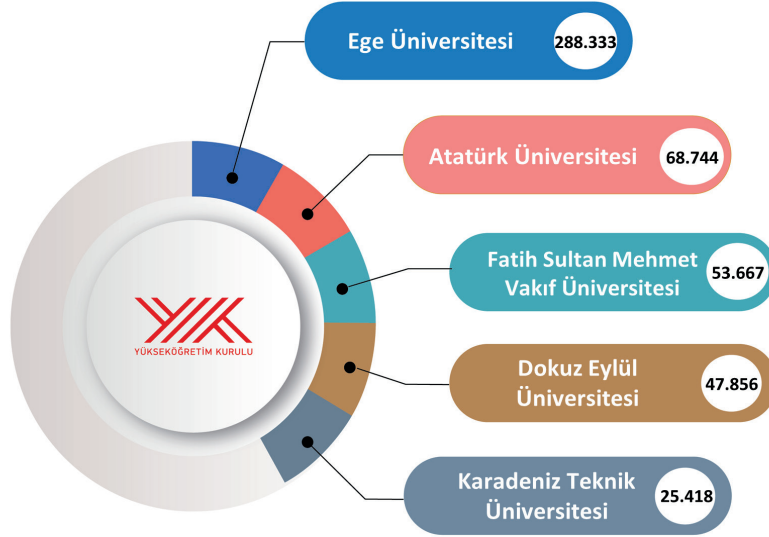 Ege Üniversitesi
288.333
Atatürk Üniversitesi
68.744
Fatih Sultan Mehmet
Vakıf Üniversitesi
53.667
Dokuz Eylül
Üniversitesi
47.856
Karadeniz Teknik
Üniversitesi
25.418
YÜKSEKÖĞRETİM KURULU